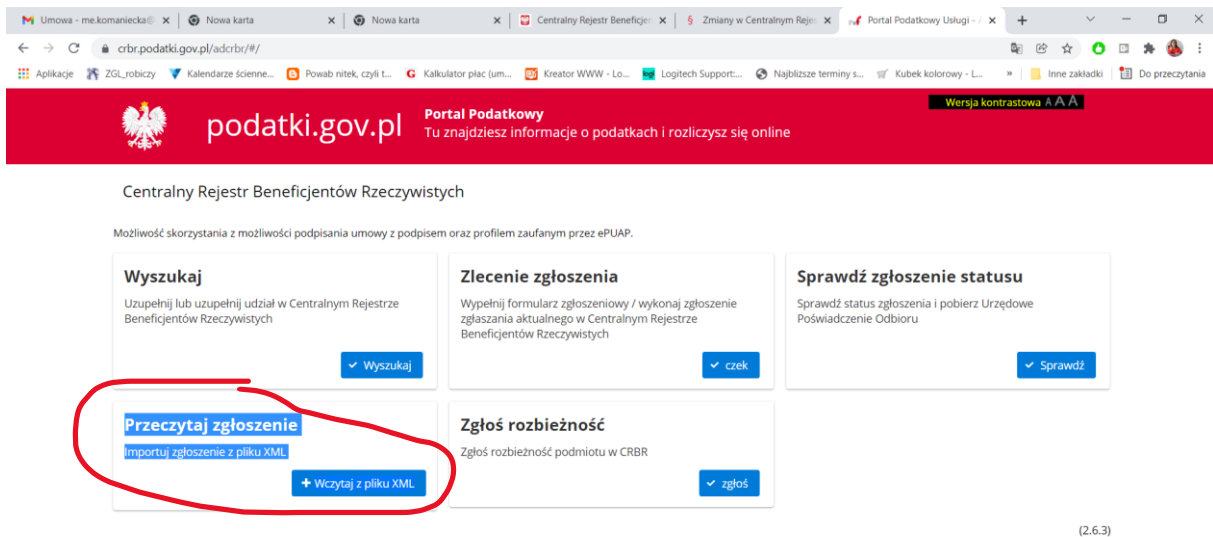 Umowa - me.komaniecka@
Nowa karta
Nowa karta
Centralny Rejestr Beneficjen
§ Zmiany w Centralnym Rejes
Portal Podatkowy Usługi - A
crbr.podatki.gov.pl/adcrbr/#/
Aplikacje
ZGL_robiczy
Kalendarze ścienne...
Powab nitek, czyli t...
Kalkulator płac (um...
Kreator WWW - Lo...
Logitech Support:...
Najbliższe terminy s...
Kubek kolorowy - L...
»
Inne zakładki
Do przeczytania
Wersja kontrastowa A A A
podatki.gov.pl
Portal Podatkowy
Tu znajdziesz informacje o podatkach i rozliczysz się online
Centralny Rejestr Beneficjentów Rzeczywistych
Możliwość skorzystania z możliwości podpisania umowy z podpisem oraz profilem zaufanym przez ePUAP.
Wyszukaj
Uzupełnij lub uzupełnij udział w Centralnym Rejestrze
Beneficjentów Rzeczywistych
Wyszukaj
Zlecenie zgłoszenia
Wypełnij formularz zgłoszeniowy / wykonaj zgłoszenie
zgłaszania aktualnego w Centralnym Rejestrze
Beneficjentów Rzeczywistych
czek
Sprawdź zgłoszenie statusu
Sprawdź status zgłoszenia i pobierz Urzędowe
Poświadczenie Odbioru
Sprawdź
Przeczytaj zgłoszenie
Importuj zgłoszenie z pliku XML
Wczytaj z pliku XML
Zgłoś rozbieżność
Zgłoś rozbieżność podmiotu w CRBR
zgłoś
(2.6.3)